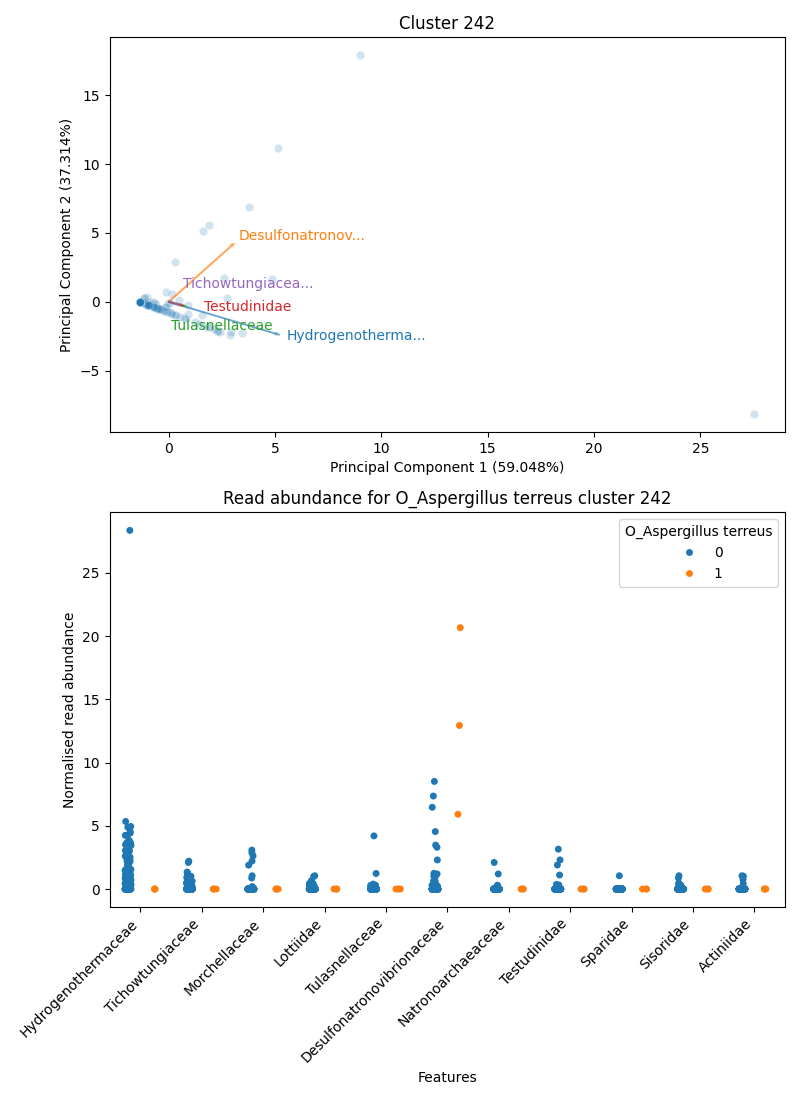 Cluster 242
Principal Component 2 (37.314%)
15
10
5
0
−5
Desulfonatronov...
Tichowtungiacea...
Testudinidae
Tulasnellaceae
Hydrogenotherma...
0
5
10
15
20
25
Principal Component 1 (59.048%)
Read abundance for O_Aspergillus terreus cluster 242
Normalised read abundance
25
20
15
10
5
0
O_Aspergillus terreus
0
1
Hydrogenothermaceae
Tichowtungiaceae
Morchellaceae
Lottiidae
Tulasnellaceae
Desulfonatronovibrionaceae
Natronoarchaeaceae
Testudinidae
Sparidae
Sisoridae
Actiniidae
Features